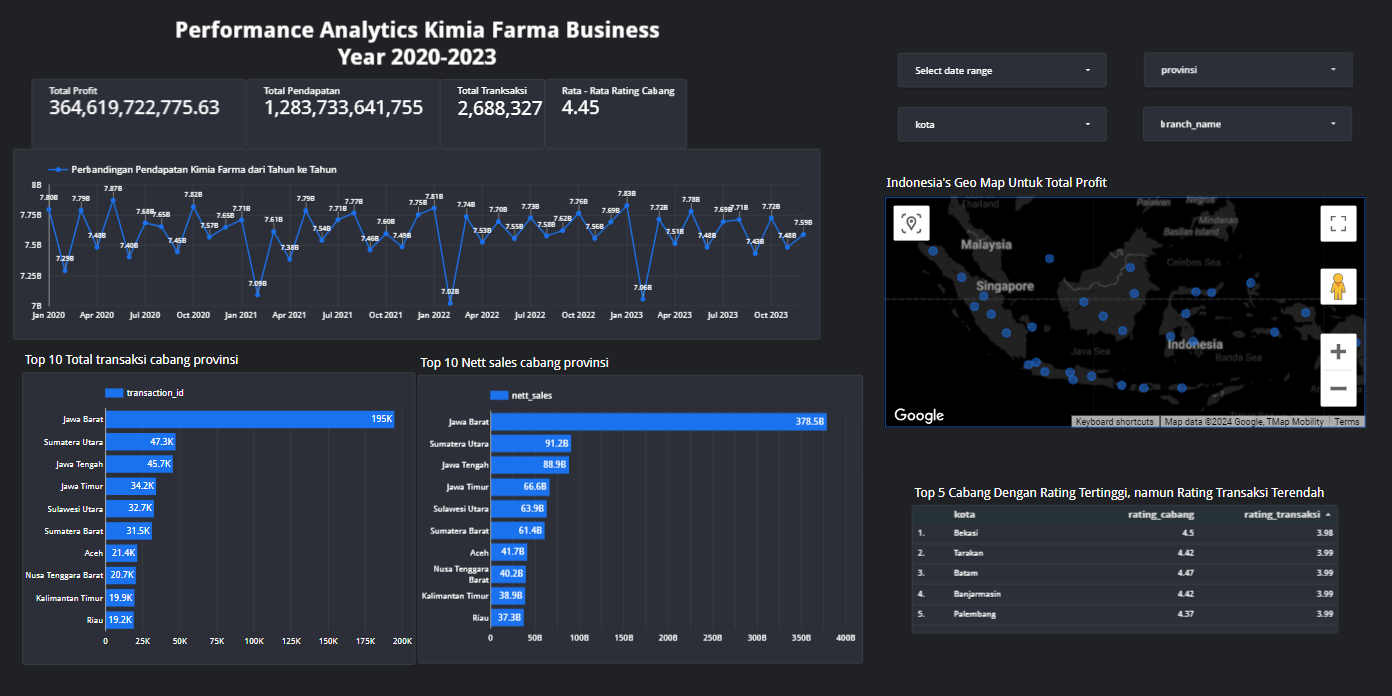 Performance Analytics Kimia Farma Business
Year 2020-2023
Total Profit
364,619,722,775.63
Total Pendapatan
1,283,733,641,755
Total Tranksaksi
2,688,327
Rata - Rata Rating Cabang
4.45
Select date range
provinsi
kota
branch_name
Perbandingan Pendapatan Kimia Farma dari Tahun ke Tahun
8B
7.75B
7.5B
7.25B
7B
7.80B
7.29B
7.79B
7.48B
7.87B
7.40B
7.68B
7.65B
7.45B
7.82B
7.57B
7.65B
7.71B
7.09B
7.61B
7.38B
7.79B
7.54B
7.71B
7.77B
7.46B
7.60B
7.49B
7.75B
7.81B
7.02B
7.74B
7.53B
7.70B
7.55B
7.73B
7.58B
7.62B
7.76B
7.56B
7.69B
7.83B
7.06B
7.72B
7.51B
7.78B
7.48B
7.69B
7.71B
7.43B
7.72B
7.48B
7.59B
Jan 2020
Apr 2020
Jul 2020
Oct 2020
Jan 2021
Apr 2021
Jul 2021
Oct 2021
Jan 2022
Apr 2022
Jul 2022
Oct 2022
Jan 2023
Apr 2023
Jul 2023
Oct 2023
Indonesia's Geo Map Untuk Total Profit
Thailand
Palawan
Negros
Mindanao
Basilan Island
Malaysia
Celebes Sea
Singapore
Indonesia
Java Sea
Banda Sea
Google
Keyboard shortcuts
Map data ©2024 Google, TMap Mobility
Terms
Top 10 Total transaksi cabang provinsi
transaction_id
Jawa Barat 195K
Sumatera Utara 47.3K
Jawa Tengah 45.7K
Jawa Timur 34.2K
Sulawesi Utara 32.7K
Sumatera Barat 31.5K
Aceh 21.4K
Nusa Tenggara Barat 20.7K
Kalimantan Timur 19.9K
Riau 19.2K
0 25K 50K 75K 100K 125K 150K 175K 200K
Top 10 Nett sales cabang provinsi
nett_sales
Jawa Barat 378.5B
Sumatera Utara 91.2B
Jawa Tengah 88.9B
Jawa Timur 66.6B
Sulawesi Utara 63.9B
Sumatera Barat 61.4B
Aceh 41.7B
Nusa Tenggara
Barat 40.2B
Kalimantan Timur 38.9B
Riau 37.3B
0 50B 100B 150B 200B 250B 300B 350B 400B
Top 5 Cabang Dengan Rating Tertinggi, namun Rating Transaksi Terendah
kota rating_cabang rating_transaksi
1. Bekasi 4.5 3.98
2. Tarakan 4.42 3.99
3. Batam 4.47 3.99
4. Banjarmasin 4.42 3.99
5. Palembang 4.37 3.99